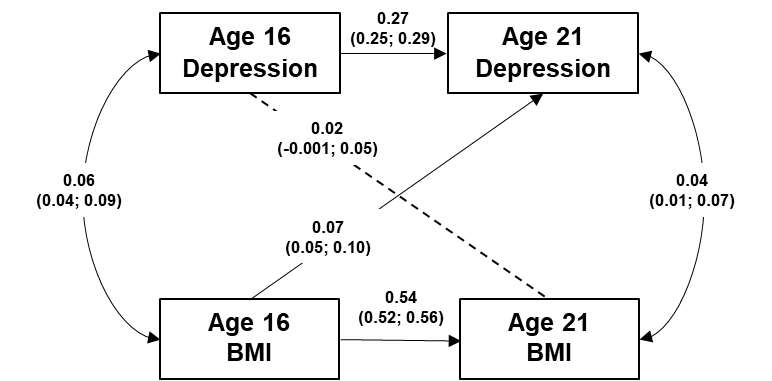 Age 16
Depression
0.27
(0.25; 0.29)
Age 21
Depression
0.02
(-0.001; 0.05)
0.06
(0.04; 0.09)
0.04
(0.01; 0.07)
0.07
(0.05; 0.10)
Age 16
BMI
0.54
(0.52; 0.56)
Age 21
BMI